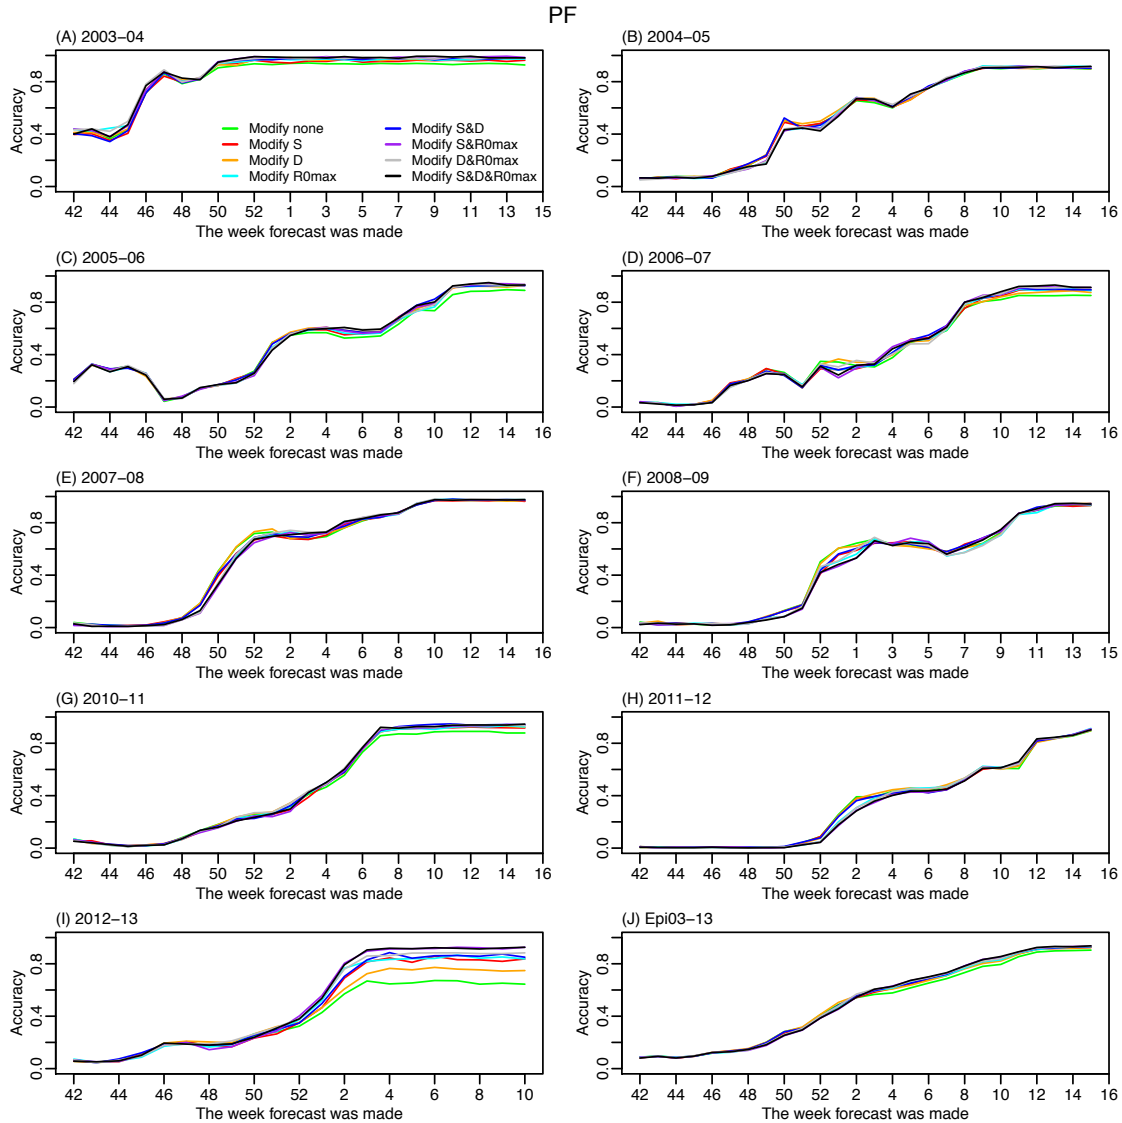 PF
(A) 2003−04
Accuracy
0.0 0.4 0.8
Modify none
Modify S
Modify D
Modify R0max
Modify S&D
Modify S&R0max
Modify D&R0max
Modify S&D&R0max
42 44 46 48 50 52 1 3 5 7 9 11 13 15
The week forecast was made
(B) 2004−05
Accuracy
0.0 0.4 0.8
42 44 46 48 50 52 2 4 6 8 10 12 14 16
The week forecast was made
(C) 2005−06
Accuracy
0.0 0.4 0.8
42 44 46 48 50 52 2 4 6 8 10 12 14 16
The week forecast was made
(D) 2006−07
Accuracy
0.0 0.4 0.8
42 44 46 48 50 52 2 4 6 8 10 12 14 16
The week forecast was made
(E) 2007−08
Accuracy
0.0 0.4 0.8
42 44 46 48 50 52 2 4 6 8 10 12 14 16
The week forecast was made
(F) 2008−09
Accuracy
0.0 0.4 0.8
42 44 46 48 50 52 1 3 5 7 9 11 13 15
The week forecast was made
(G) 2010−11
Accuracy
0.0 0.4 0.8
42 44 46 48 50 52 2 4 6 8 10 12 14 16
The week forecast was made
(H) 2011−12
Accuracy
0.0 0.4 0.8
42 44 46 48 50 52 2 4 6 8 10 12 14 16
The week forecast was made
(I) 2012−13
Accuracy
0.0 0.4 0.8
42 44 46 48 50 52 2 4 6 8 10
The week forecast was made
(J) Epi03−13
Accuracy
0.0 0.4 0.8
42 44 46 48 50 52 2 4 6 8 10 12 14 16
The week forecast was made